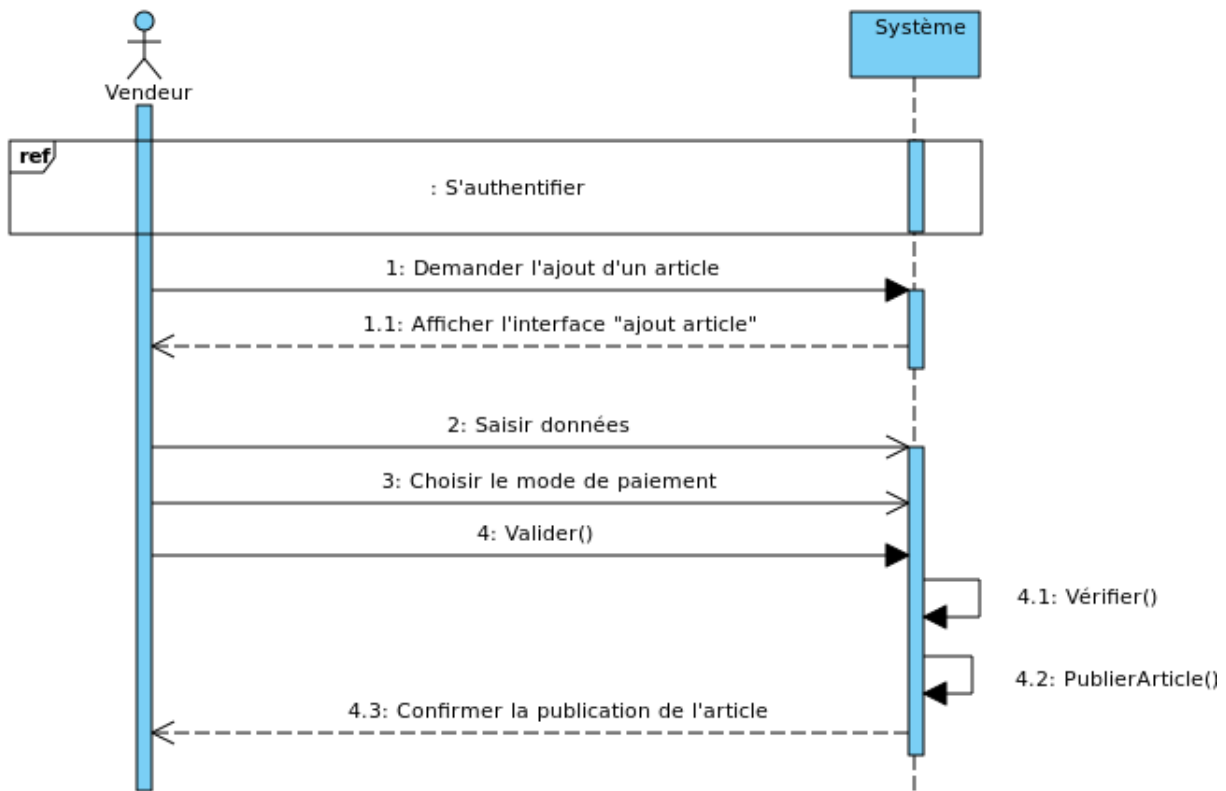 Système
Vendeur
ref
: S'authentifier
1: Demander l'ajout d'un article
1.1: Afficher l'interface "ajout article"
2: Saisir données
3: Choisir le mode de paiement
4: Valider()
4.1: Vérifier()
4.2: PublierArticle()
4.3: Confirmer la publication de l'article